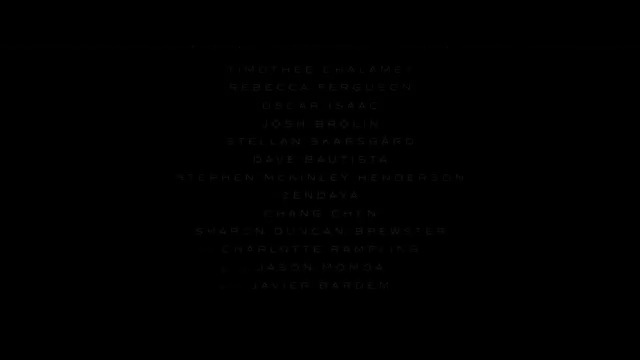 TIMOTHÉE CHALAMET
REBECCA FERGUSON
OSCAR ISAAC
JOSH BROLIN
STELLAN SKARSGÅRD
DAVE BAUTISTA
STEPHEN MCKINLEY HENDERSON
ZENDAYA
CHANG CHEN
SHARON DUNCAN-BREWSTER
CHARLOTTE RAMPLING
JASON MOMOA
JAVIER BARDEM